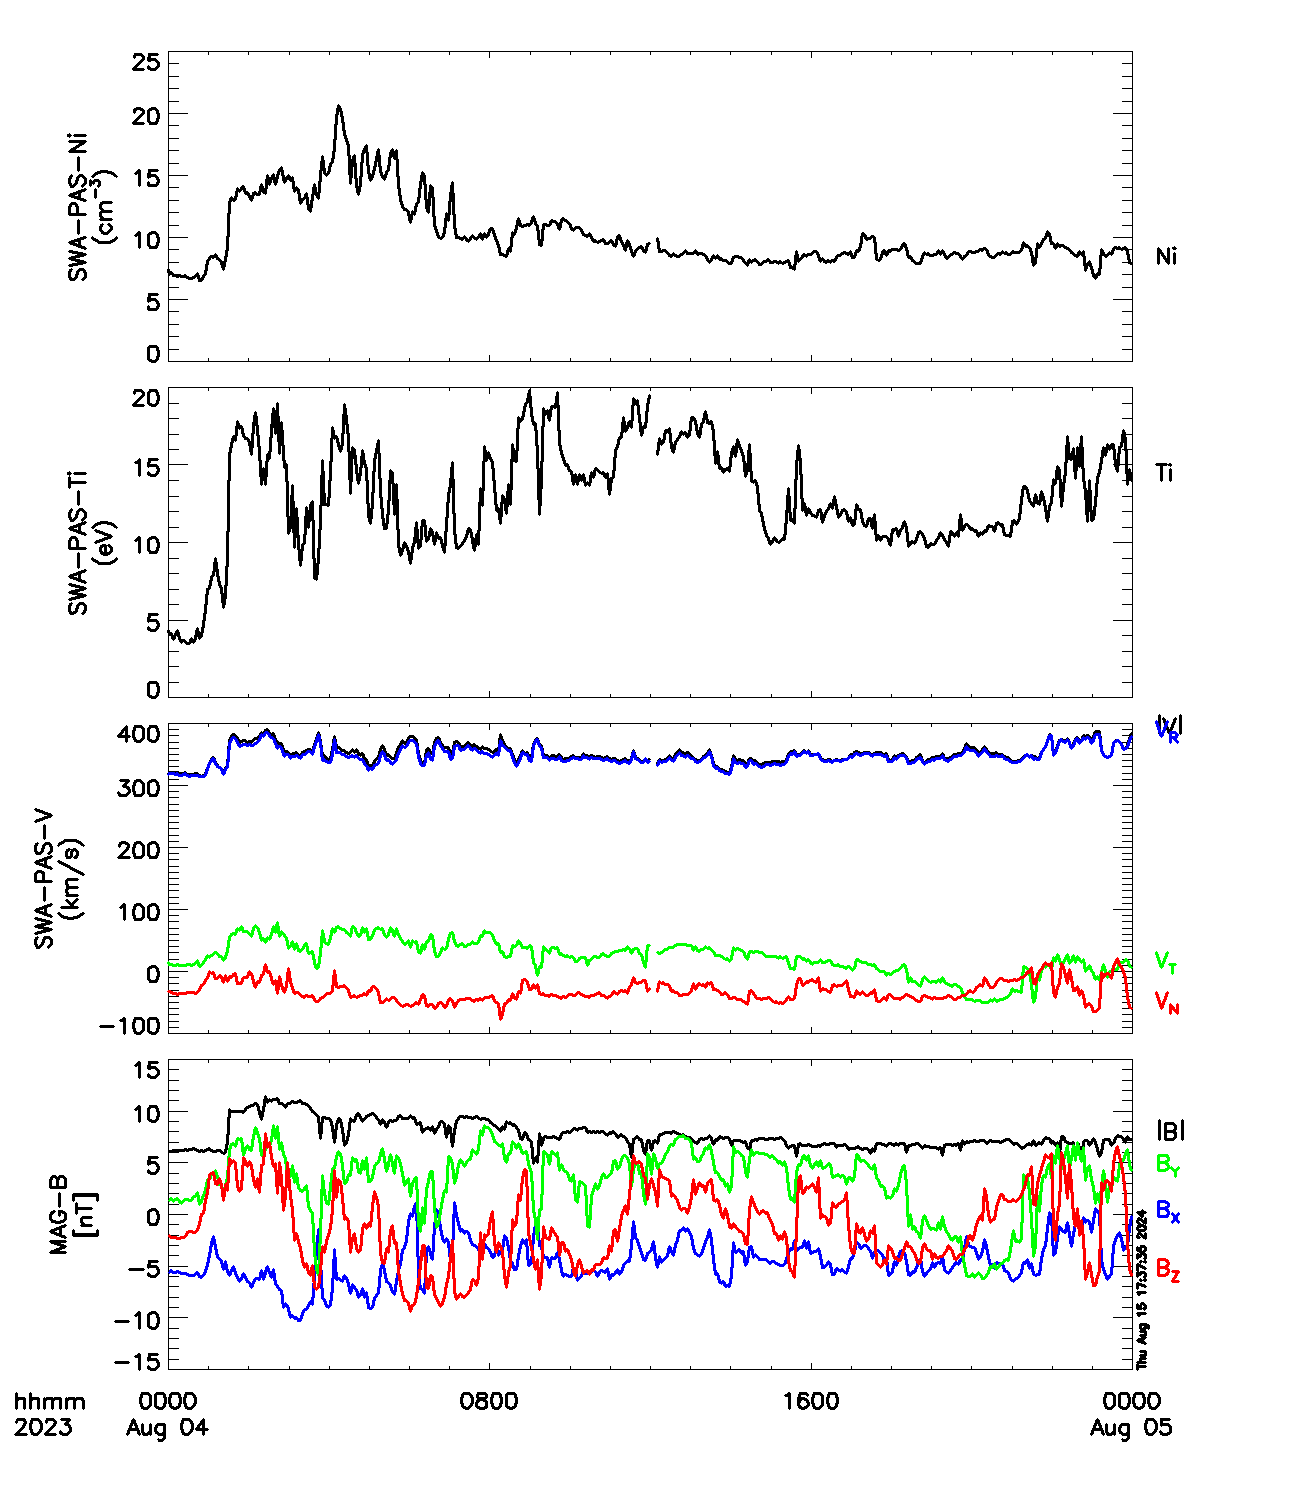 25
20
15
10
5
0
SWA-PAS-Ni
(cm-3)
Ni
20
15
10
5
0
SWA-PAS-Ti
(eV)
Ti
400
300
200
100
0
-100
SWA-PAS-V
(km/s)
|V|
VR
VT
VN
15
10
5
0
-5
-10
-15
MAG-B
[nT]
|B|
BY
BX
BZ
Thu Aug 15 17:37:36 2024
hhmm 0000 0800 1600 0000
2023 Aug 04 Aug 05